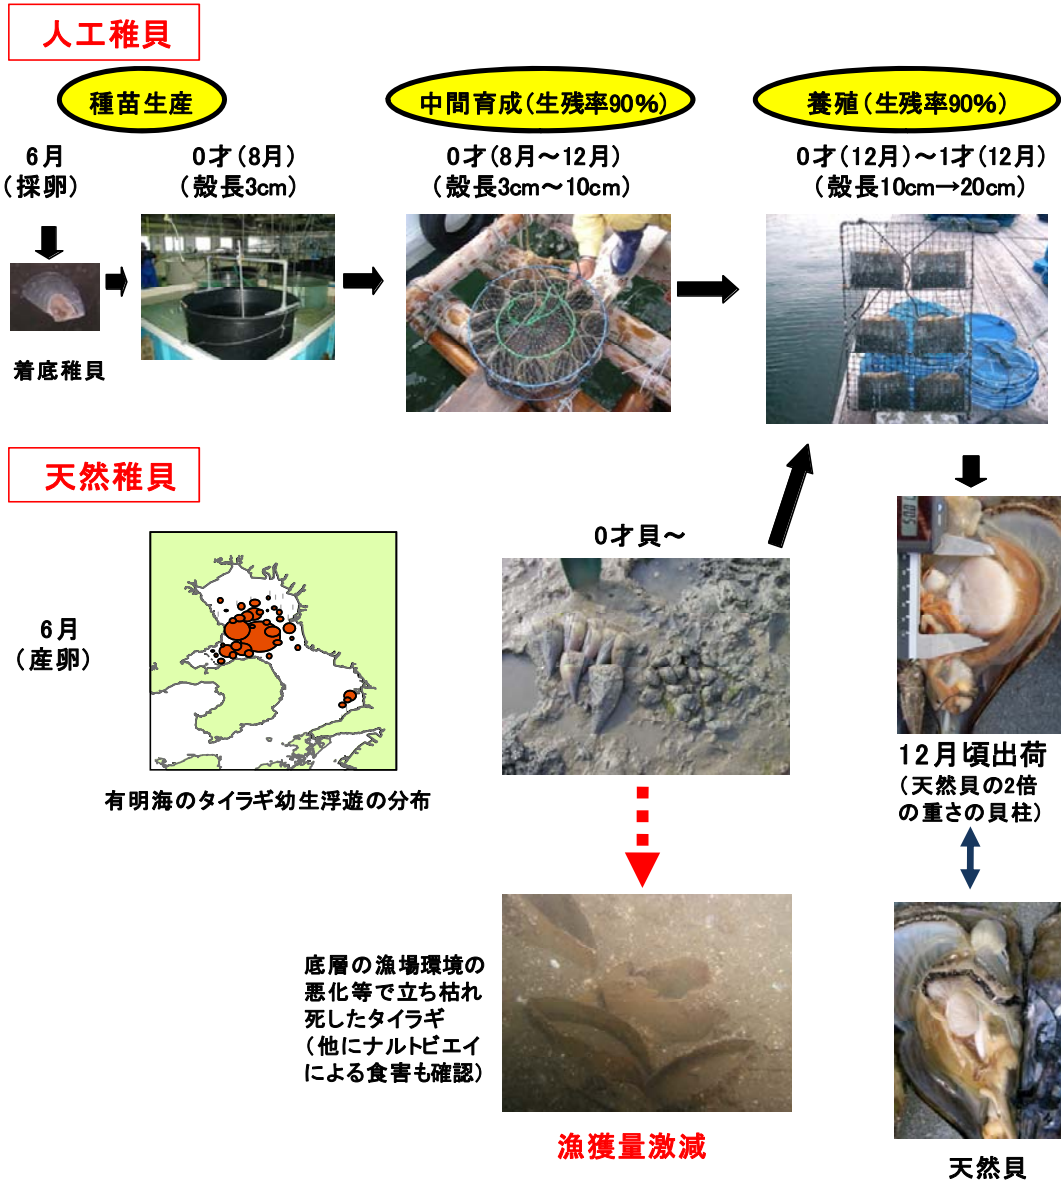 人工稚貝
種苗生産
中間育成(生残率90%)
養殖(生残率90%)
6月
(採卵)
0才(8月)
(殻長3cm)
0才(8月～12月)
(殻長3cm～10cm)
0才(12月)～1才(12月)
(殻長10cm→20cm)
着底稚貝
天然稚貝
0才貝～
6月
(産卵)
有明海のタイラギ幼生浮遊の分布
12月頃出荷
(天然貝の2倍
の重さの貝柱)
底層の漁場環境の
悪化等で立ち枯れ
死したタイラギ
(他にナルトビエイ
による食害も確認)
漁獲量激減
天然貝